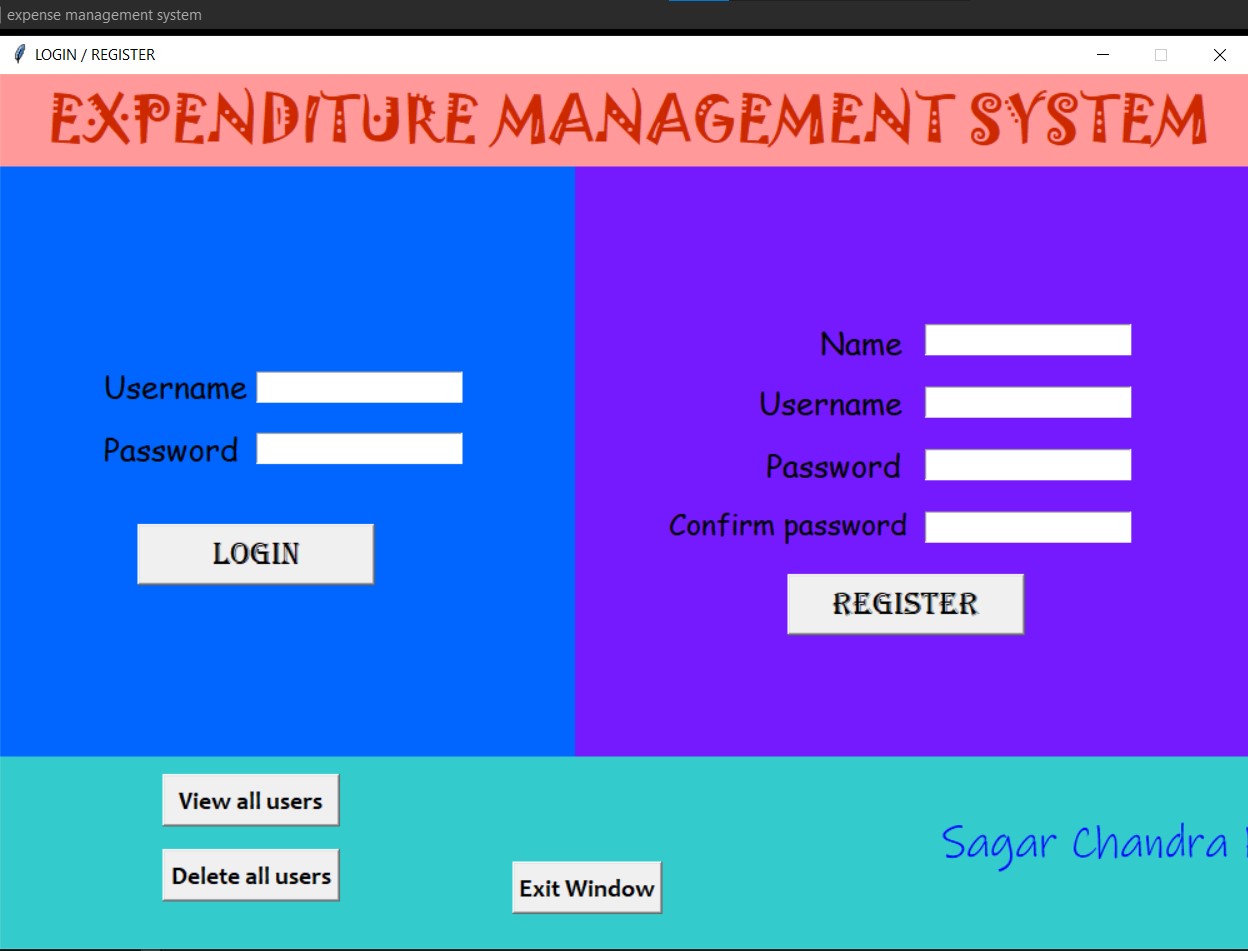 expense management system
LOGIN / REGISTER
EXPENDITURE MANAGEMENT SYSTEM
Username
Password
LOGIN
Name
Username
Password
Confirm password
REGISTER
View all users
Delete all users
Exit Window
Sagar Chandra